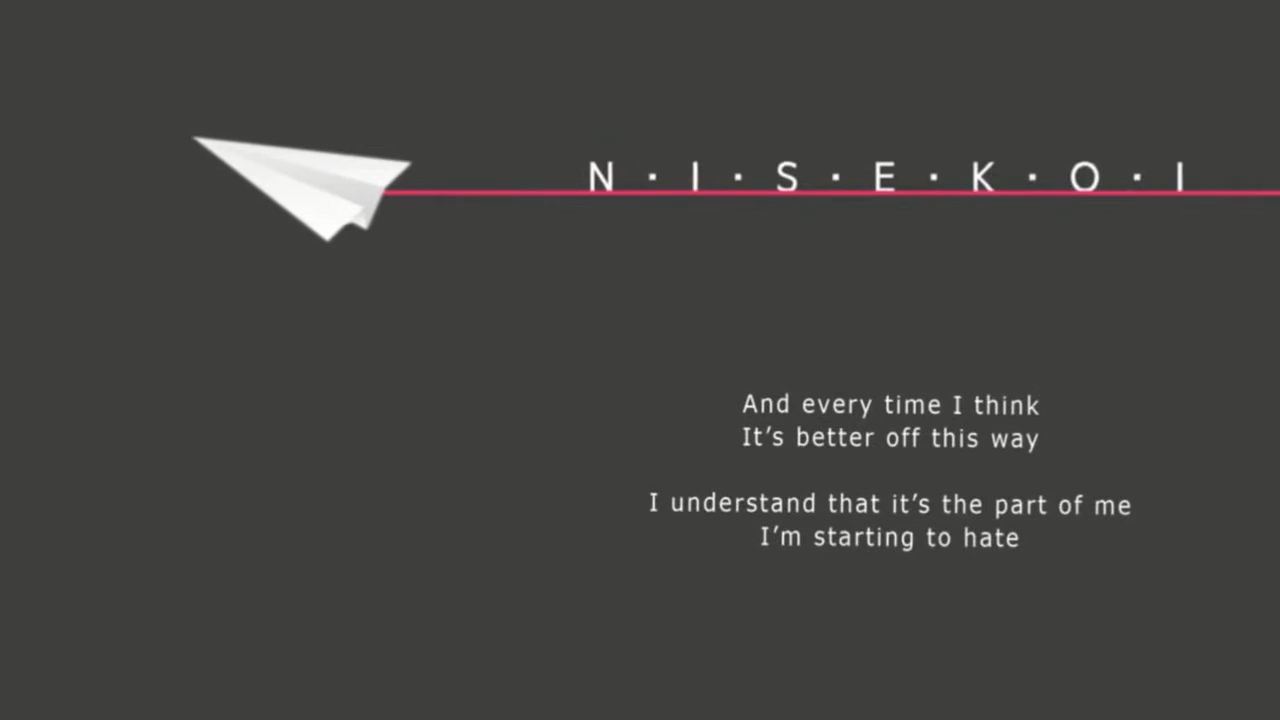 N·I·S·E·K·O·I
And every time I think
It’s better off this way
I understand that it’s the part of me
I’m starting to hate